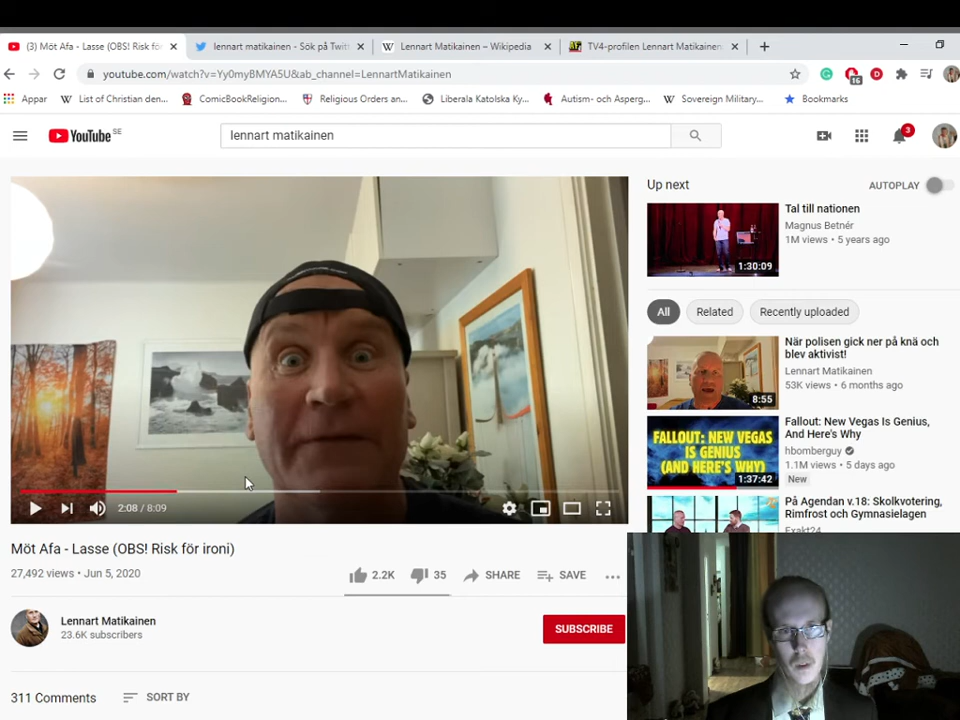 (3) Möt Afa - Lasse (OBS! Risk för
lennart matikainen - Sök på Twitt
Lennart Matikainen – Wikipedia
TV4-profilen Lennart Matikainen:
youtube.com/watch?v=Yy0myBMYA5U&ab_channel=LennartMatikainen
16
Appar
List of Christian den...
ComicBookReligion...
Religious Orders an...
Liberala Katolska Ky...
Autism- och Asperg...
Sovereign Military...
Bookmarks
YouTube SE
lennart matikainen
3
Up next
AUTOPLAY
Tal till nationen
Magnus Betnér
1M views • 5 years ago
1:30:09
All
Related
Recently uploaded
När polisen gick ner på knä och
blev aktivist!
Lennart Matikainen
53K views • 6 months ago
8:55
FALLOUT: NEW VEGAS
IS GENIUS
(AND HERE'S WHY)
1:37:42
Fallout: New Vegas Is Genius,
And Here's Why
hbomberguy
1.1M views • 5 days ago
New
På Agendan v.18: Skolkvotering,
Rimfrost och Gymnasielagen
Exakt24
2:08 / 8:09
Möt Afa - Lasse (OBS! Risk för ironi)
27,492 views • Jun 5, 2020
2.2K
35
SHARE
SAVE
Lennart Matikainen
23.6K subscribers
SUBSCRIBE
311 Comments
SORT BY